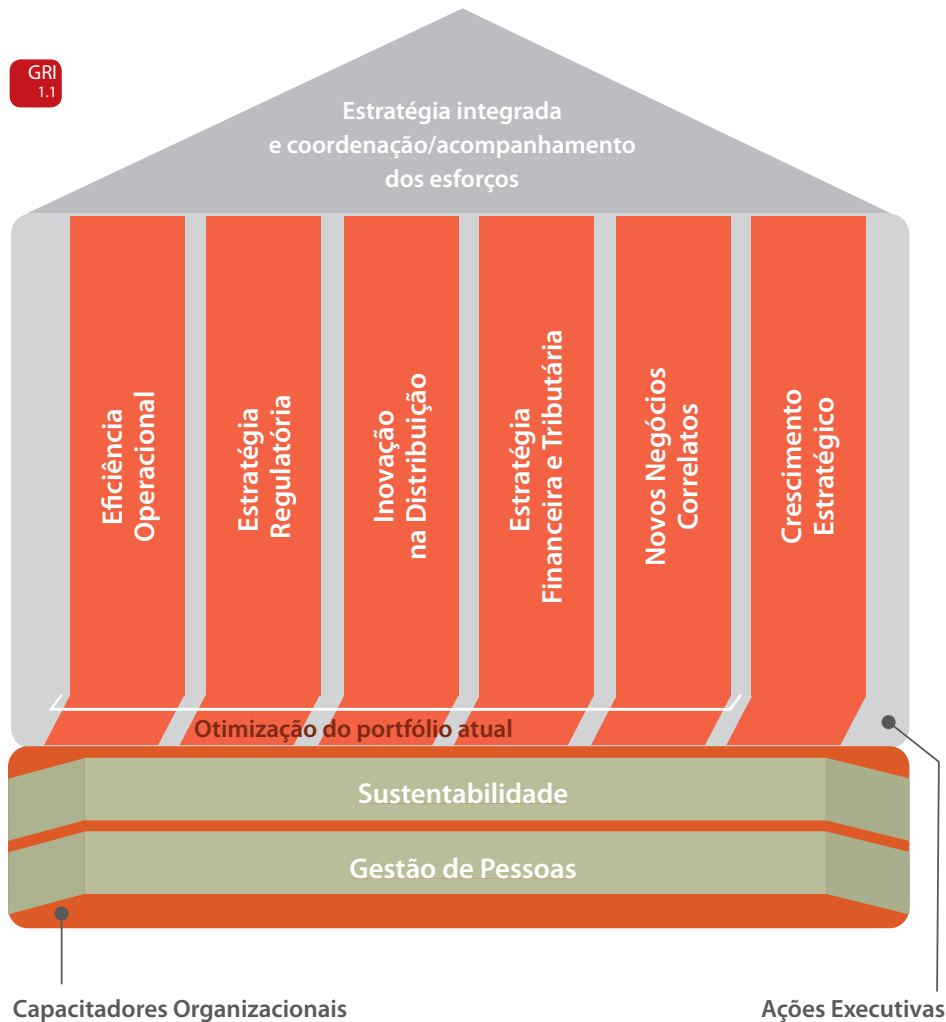 GRI
1.1
Estratégia integrada
e coordenação/acompanhamento
dos esforços
Eficiência
Operacional
Estratégia
Regulatória
Inovação
na Distribuição
Estratégia
Financeira e Tributária
Novos Negócios
Correlatos
Crescimento
Estratégico
Otimização do portfólio atual
Sustentabilidade
Gestão de Pessoas
Capacitadores Organizacionais
Ações Executivas